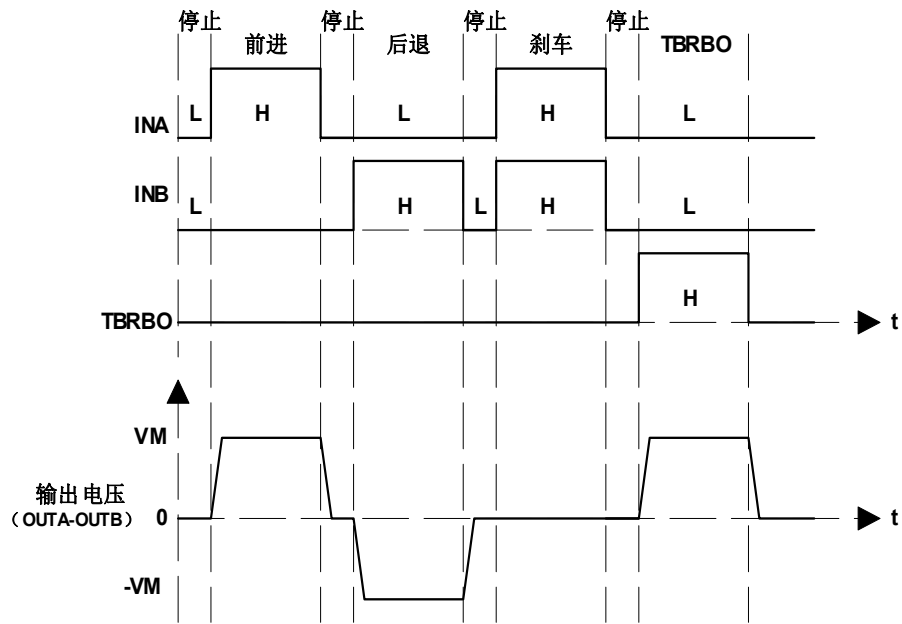 停止 停止 停止 停止
前进 后退 刹车 TBRBO
INA L H L H L
INB L H L H L
TBRBO H t
VM
输出电压
（OUTA-OUTB） 0 t
-VM